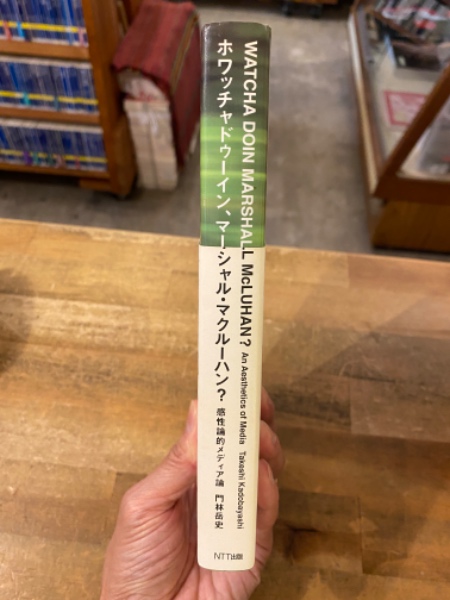 WATCHA DOIN MARSHALL McLUHAN? An Aesthetics of Media Takeshi Kadobayashi
ホワッチャドゥーイン、マーシャル・マクルーハン? 感性論的メディア論 門林岳史
NTT出版